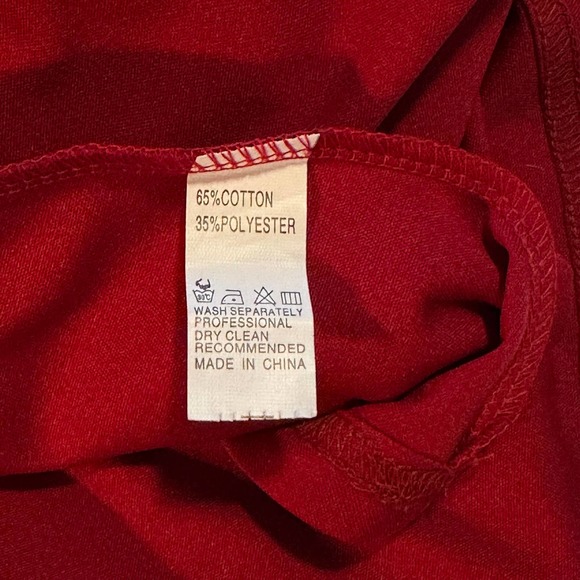 65%COTTON
35%POLYESTER
WASH SEPARATELY
PROFESSIONAL
DRY CLEAN
RECOMMENDED
MADE IN CHINA